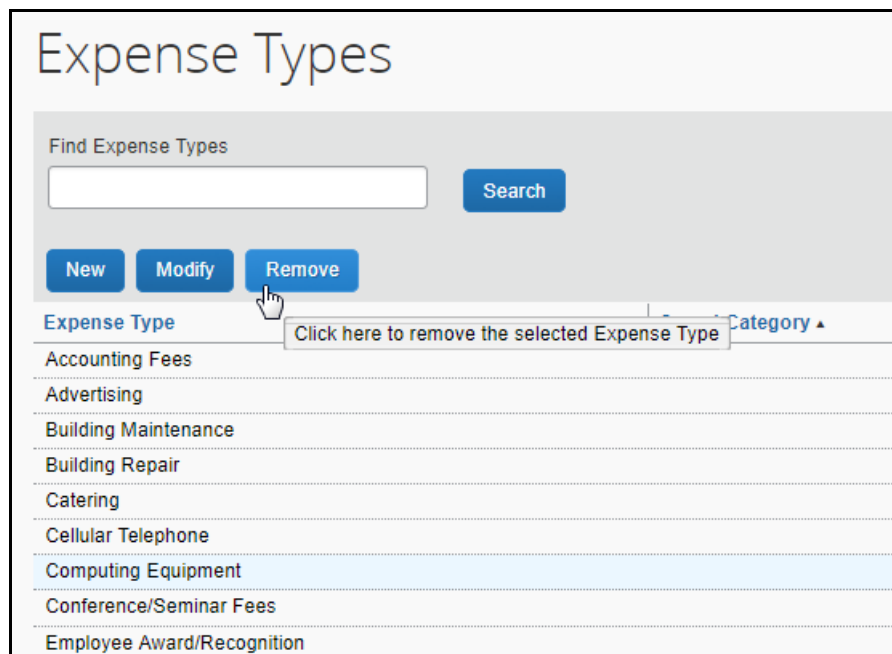 Expense Types
Find Expense Types
Search
New Modify Remove
Expense Type Category
Click here to remove the selected Expense Type
Accounting Fees
Advertising
Building Maintenance
Building Repair
Catering
Cellular Telephone
Computing Equipment
Conference/Seminar Fees
Employee Award/Recognition